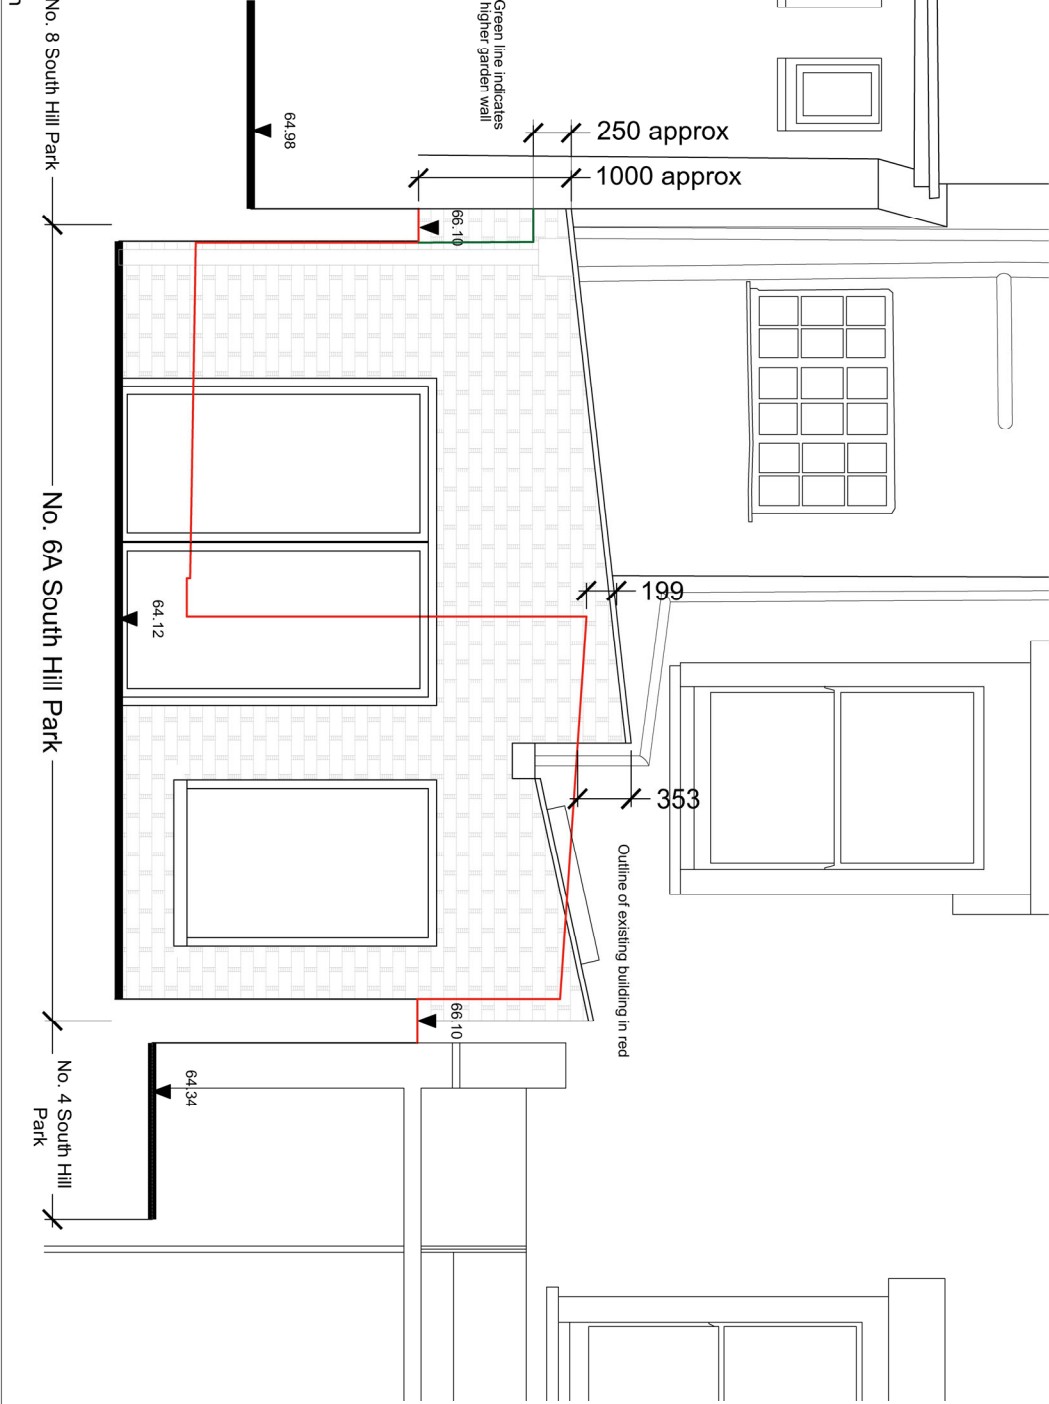 No. 8 South Hill Park
Green line indicates
higher garden wall
64.98
250 approx
1000 approx
66.10
No. 6A South Hill Park
64.12
199
353
Outline of existing building in red
66.10
64.34
No. 4 South Hill
Park